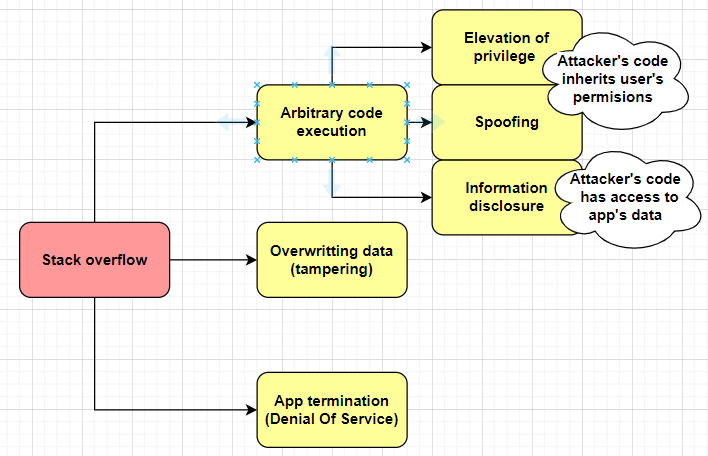 Elevation of
privilege
Attacker's code
inherits user's
permisions
Arbitrary code
execution
Spoofing
Information
disclosure
Attacker's code
has access to
app's data
Stack overflow
Overwritting data
(tampering)
App termination
(Denial Of Service)